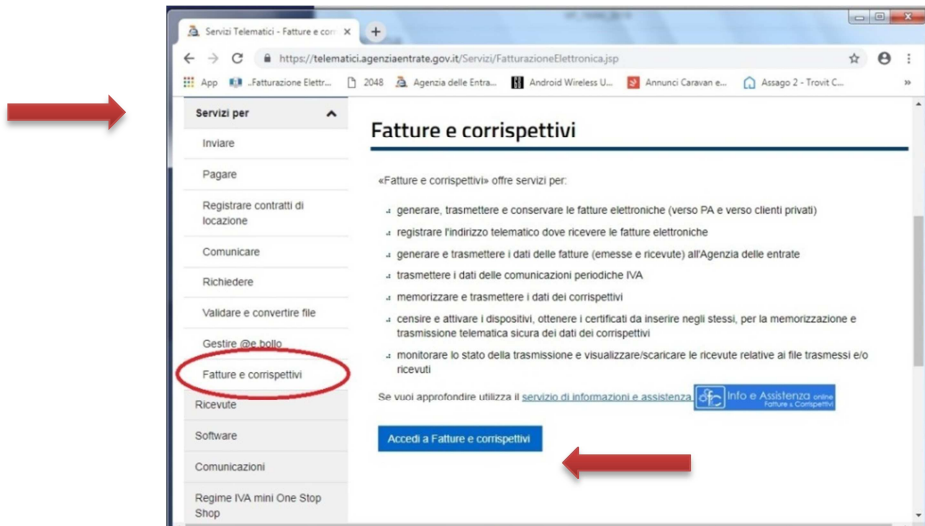 Servizi Telematici - Fatture e corr
https://telematici.agenziaentrate.gov.it/Servizi/FatturazioneElettronica.jsp
App
..Fatturazione Elettr...
2048
Agenzia delle Entra...
Android Wireless U...
Annunci Caravan e...
Assago 2 - Trovit C...
»
Servizi per
Inviare
Pagare
Registrare contratti di
locazione
Comunicare
Richiedere
Validare e convertire file
Gestire @e.bollo
Fatture e corrispettivi
Ricevute
Software
Comunicazioni
Regime IVA mini One Stop
Shop
Fatture e corrispettivi
«Fatture e corrispettivi» offre servizi per:
generare, trasmettere e conservare le fatture elettroniche (verso PA e verso clienti privati)
registrare l'indirizzo telematico dove ricevere le fatture elettroniche
generare e trasmettere i dati delle fatture (emesse e ricevute) all'Agenzia delle entrate
trasmettere i dati delle comunicazioni periodiche IVA
memorizzare e trasmettere i dati dei corrispettivi
censire e attivare i dispositivi, ottenere i certificati da inserire negli stessi, per la memorizzazione e
trasmissione telematica sicura dei dati dei corrispettivi
monitorare lo stato della trasmissione e visualizzare/scaricare le ricevute relative ai file trasmessi e/o
ricevuti
Se vuoi approfondire utilizza il servizio di informazioni e assistenza
Info e Assistenza online
Fatture & Corrispettivi
Accedi a Fatture e corrispettivi